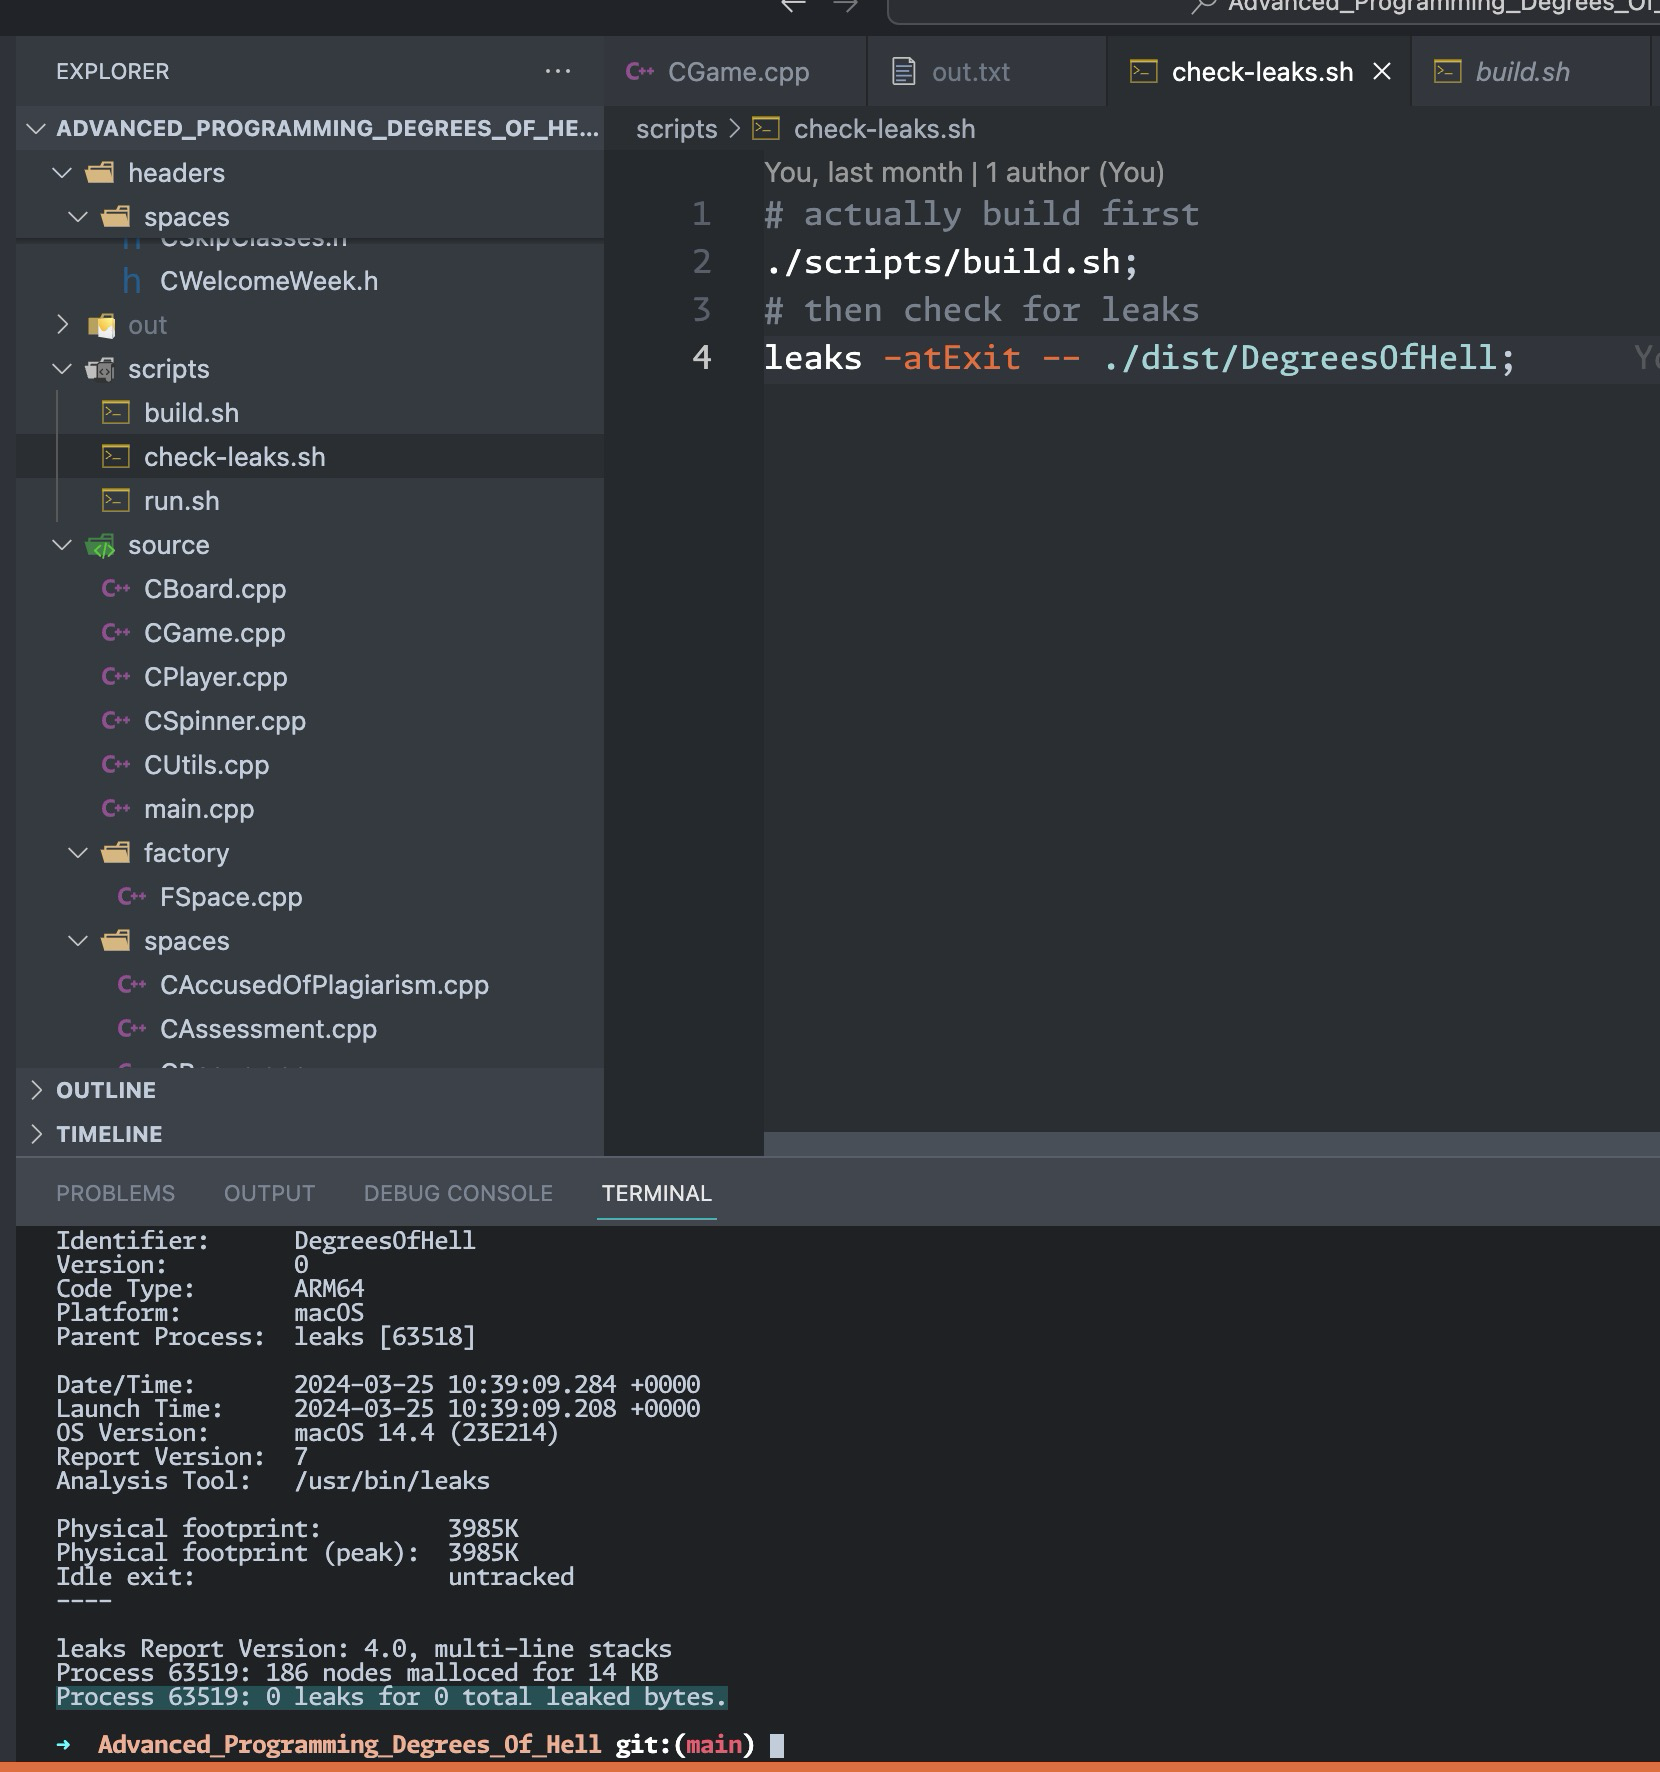 Advanced_Programming_Degrees_Of_
EXPLORER
ADVANCED_PROGRAMMING_DEGREES_OF_HE...
headers
spaces
CSkipClasses.h
h CWelcomeWeek.h
out
scripts
build.sh
check-leaks.sh
run.sh
source
C++ CBoard.cpp
C++ CGame.cpp
C++ CPlayer.cpp
C++ CSpinner.cpp
C++ CUtils.cpp
C++ main.cpp
factory
C++ FSpace.cpp
spaces
C++ CAccusedOfPlagiarism.cpp
C++ CAssessment.cpp
OUTLINE
TIMELINE
C++ CGame.cpp
out.txt
check-leaks.sh
build.sh
scripts > check-leaks.sh
You, last month | 1 author (You)
1 # actually build first
2 ./scripts/build.sh;
3 # then check for leaks
4 leaks -atExit -- ./dist/DegreesOfHell;
PROBLEMS OUTPUT DEBUG CONSOLE TERMINAL
Identifier: DegreesOfHell
Version: 0
Code Type: ARM64
Platform: macOS
Parent Process: leaks [63518]
Date/Time: 2024-03-25 10:39:09.284 +0000
Launch Time: 2024-03-25 10:39:09.208 +0000
OS Version: macOS 14.4 (23E214)
Report Version: 7
Analysis Tool: /usr/bin/leaks
Physical footprint: 3985K
Physical footprint (peak): 3985K
Idle exit: untracked
----
leaks Report Version: 4.0, multi-line stacks
Process 63519: 186 nodes malloced for 14 KB
Process 63519: 0 leaks for 0 total leaked bytes.
➜ Advanced_Programming_Degrees_Of_Hell git:(main)